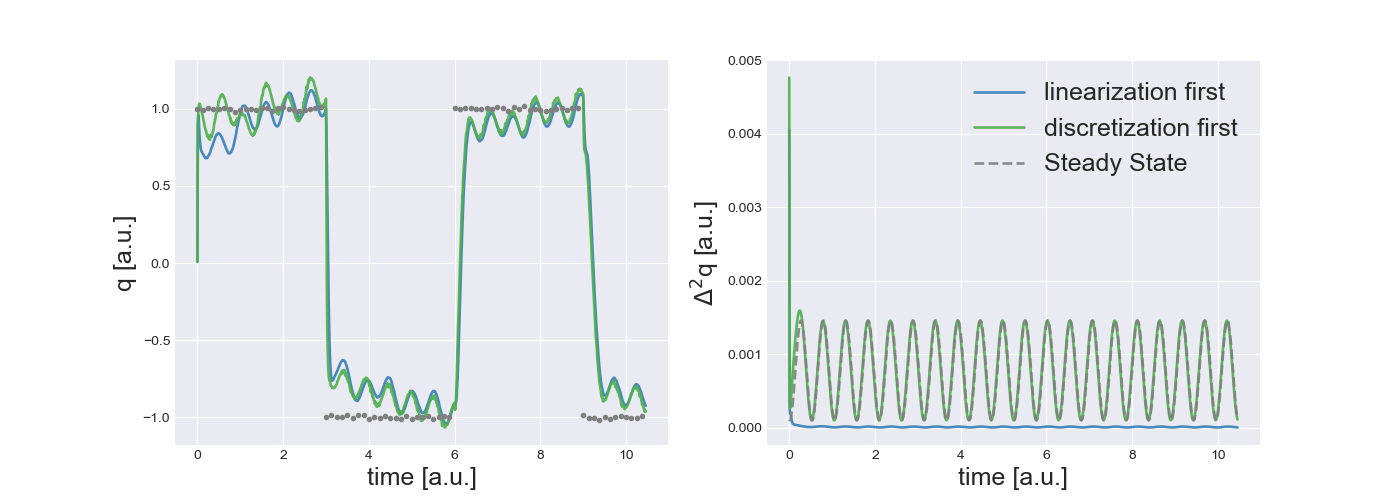 q [a.u.]
1.0
0.5
0.0
−0.5
−1.0
0 2 4 6 8 10
time [a.u.]
Δ²q [a.u.]
0.005
0.004
0.003
0.002
0.001
0.000
linearization first
discretization first
Steady State
0 2 4 6 8 10
time [a.u.]